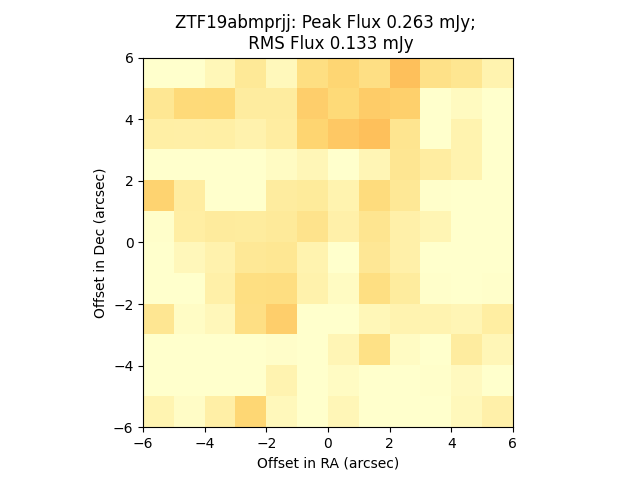 ZTF19abmprjj: Peak Flux 0.263 mJy;
RMS Flux 0.133 mJy
6
4
2
0
−2
−4
−6
Offset in Dec (arcsec)
−6 −4 −2 0 2 4 6
Offset in RA (arcsec)